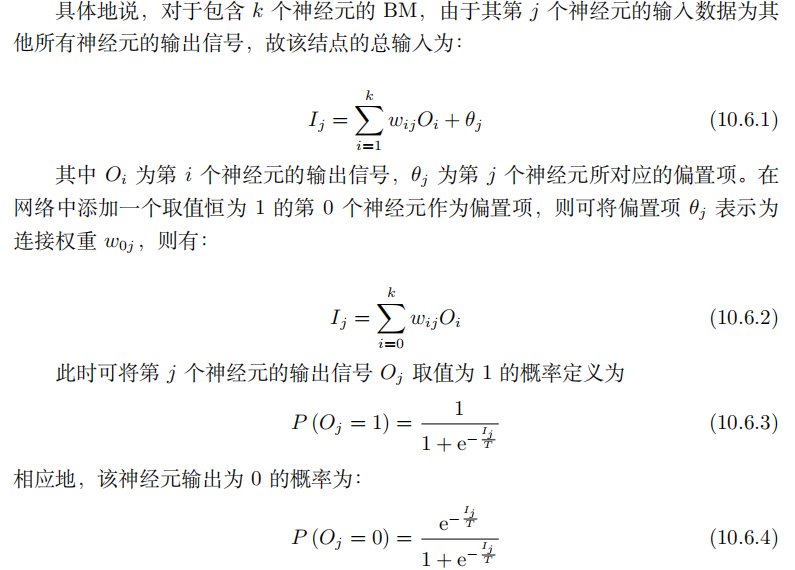 具体地说，对于包含 k 个神经元的 BM，由于其第 j 个神经元的输入数据为其
他所有神经元的输出信号，故该结点的总输入为：
$I_j = \sum_{i=1}^{k} w_{ij} O_i + \theta_j$ (10.6.1)
其中 $O_i$ 为第 i 个神经元的输出信号，$\theta_j$ 为第 j 个神经元所对应的偏置项。在
网络中添加一个取值恒为 1 的第 0 个神经元作为偏置项，则可将偏置项 $\theta_j$ 表示为
连接权重 $w_{0j}$，则有：
$I_j = \sum_{i=0}^{k} w_{ij} O_i$ (10.6.2)
此时可将第 j 个神经元的输出信号 $O_j$ 取值为 1 的概率定义为
$P(O_j = 1) = \frac{1}{1 + e^{-\frac{I_j}{T}}}$ (10.6.3)
相应地，该神经元输出为 0 的概率为：
$P(O_j = 0) = \frac{e^{-\frac{I_j}{T}}}{1 + e^{-\frac{I_j}{T}}}$ (10.6.4)